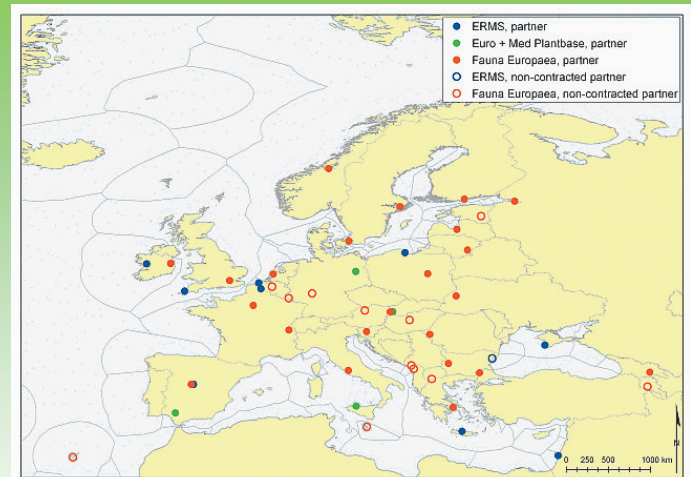 ERMS, partner
Euro + Med Plantbase, partner
Fauna Europaea, partner
ERMS, non-contracted partner
Fauna Europaea, non-contracted partner
N
0 250 500 1000 km